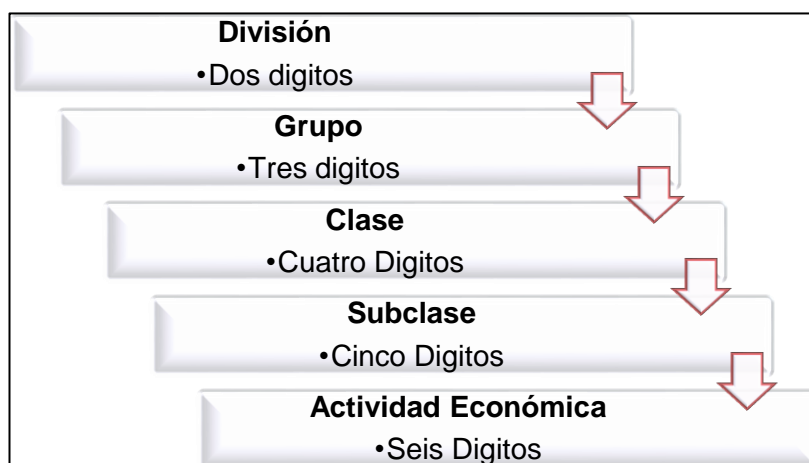 División
•Dos digitos
Grupo
•Tres digitos
Clase
•Cuatro Digitos
Subclase
•Cinco Digitos
Actividad Económica
•Seis Digitos